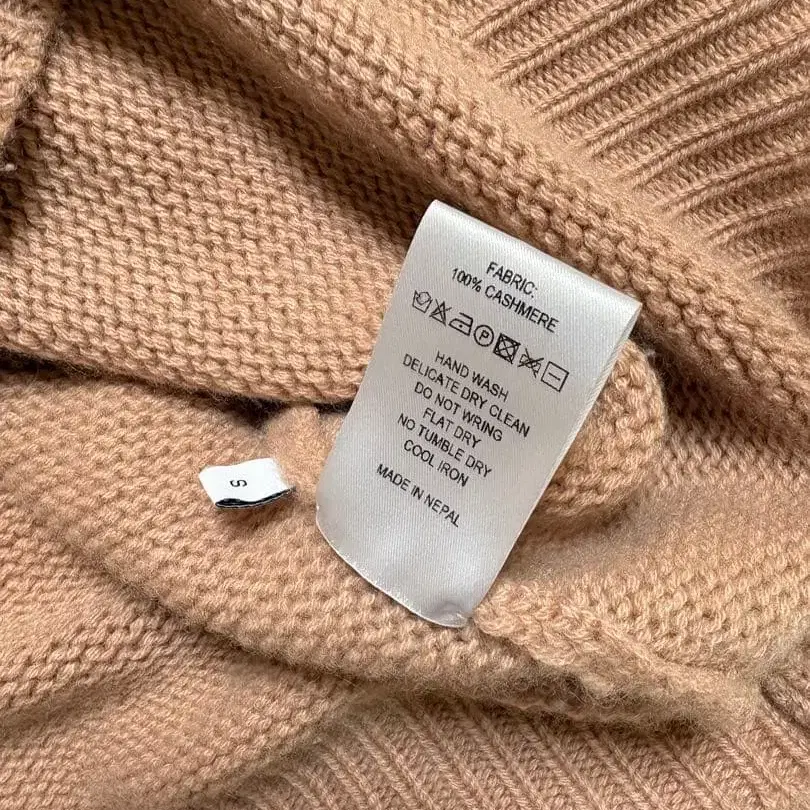 FABRIC:
100% CASHMERE
P
HAND WASH
DELICATE DRY CLEAN
DO NOT WRING
FLAT DRY
NO TUMBLE DRY
COOL IRON
MADE IN NEPAL
S